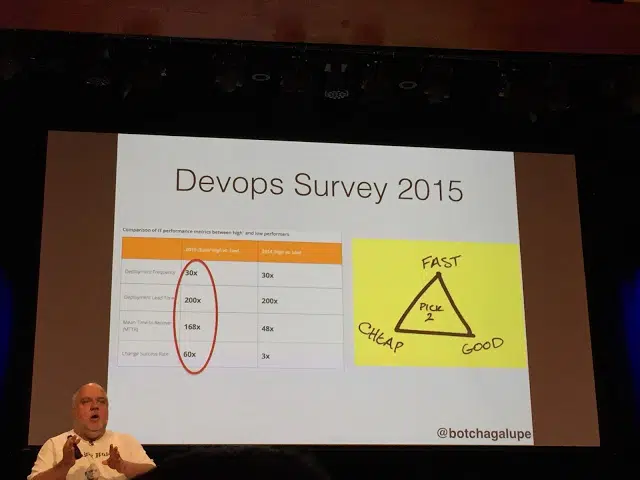 Devops Survey 2015
Comparison of IT performance metrics between high and low performers
2015 (Super High vs. Low)
2014 (High vs. Low)
Deployment Frequency
30x
30x
Deployment Lead Time
200x
200x
Mean Time to Recover
(MTTR)
168x
48x
Change Success Rate
60x
3x
FAST
PICK
2
CHEAP
GOOD
@botchagalupe